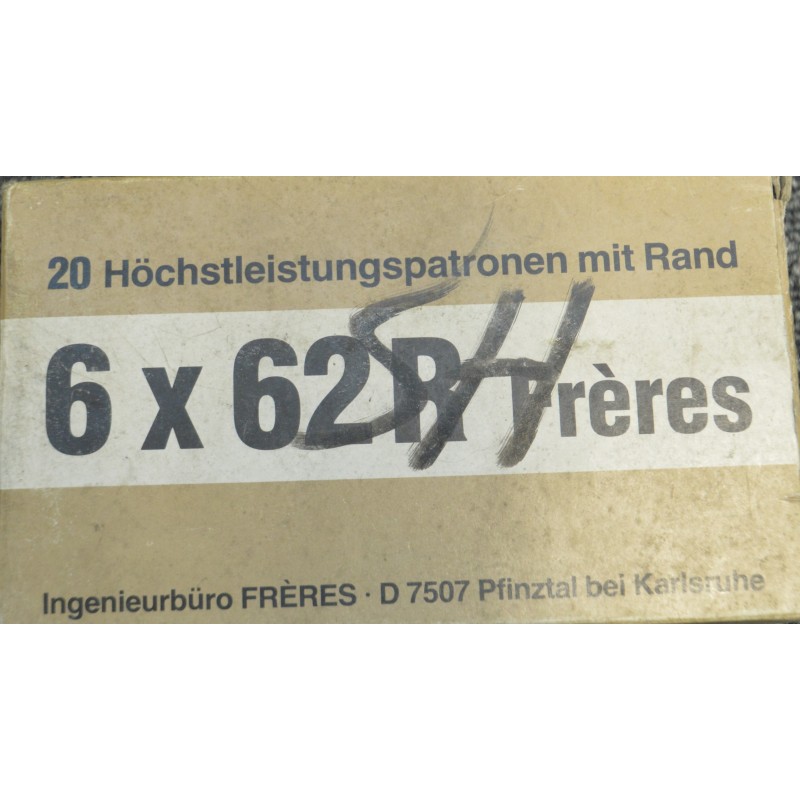 20 Höchstleistungspatronen mit Rand
6 x 62 R Frères
SH
Ingenieurbüro FRÈRES · D 7507 Pfinztal bei Karlsruhe